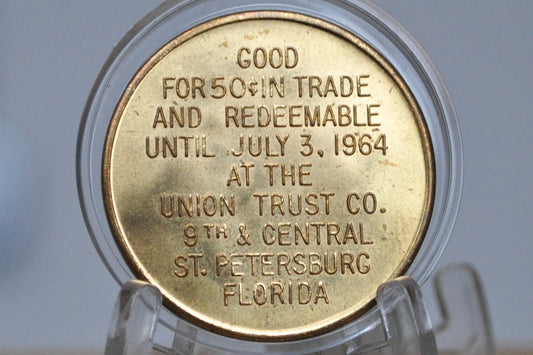 GOOD
FOR 50¢ IN TRADE
AND REDEEMABLE
UNTIL JULY 3, 1964
AT THE
UNION TRUST CO.
9TH & CENTRAL
ST. PETERSBURG
FLORIDA